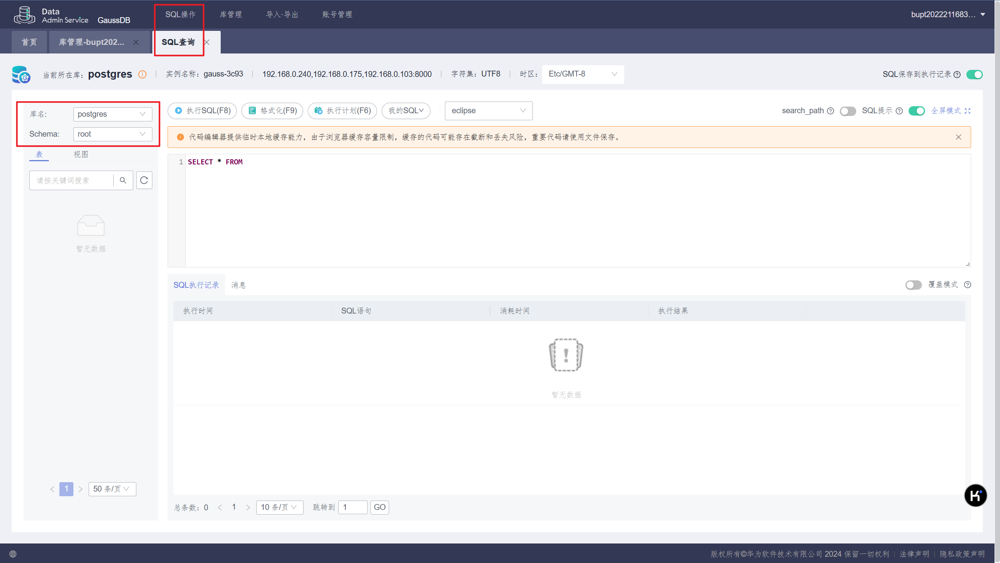 Data
Admin Service
GaussDB
SQL操作
库管理
导入·导出
账号管理
bupt2022211683...
首页
库管理-bupt202...
SQL查询
当前所在库: postgres
实例名称: gauss-3c93
192.168.0.240,192.168.0.175,192.168.0.103:8000
字符集: UTF8
时区: Etc/GMT-8
SQL保存到执行记录
库名: postgres
Schema: root
表
视图
请按关键词搜索
暂无数据
1
50 条/页
执行SQL(F8)
格式化(F9)
执行计划(F6)
我的SQL
eclipse
search_path
SQL提示
全屏模式
代码编辑器提供临时本地缓存能力，由于浏览器缓存容量限制，缓存的代码可能存在截断和丢失风险，重要代码请使用文件保存。
1 SELECT * FROM
SQL执行记录
消息
覆盖模式
执行时间
SQL语句
消耗时间
执行结果
暂无数据
总条数: 0
1
10 条/页
跳转到 1
GO
版权所有©华为软件技术有限公司 2024 保留一切权利
法律声明
隐私政策声明